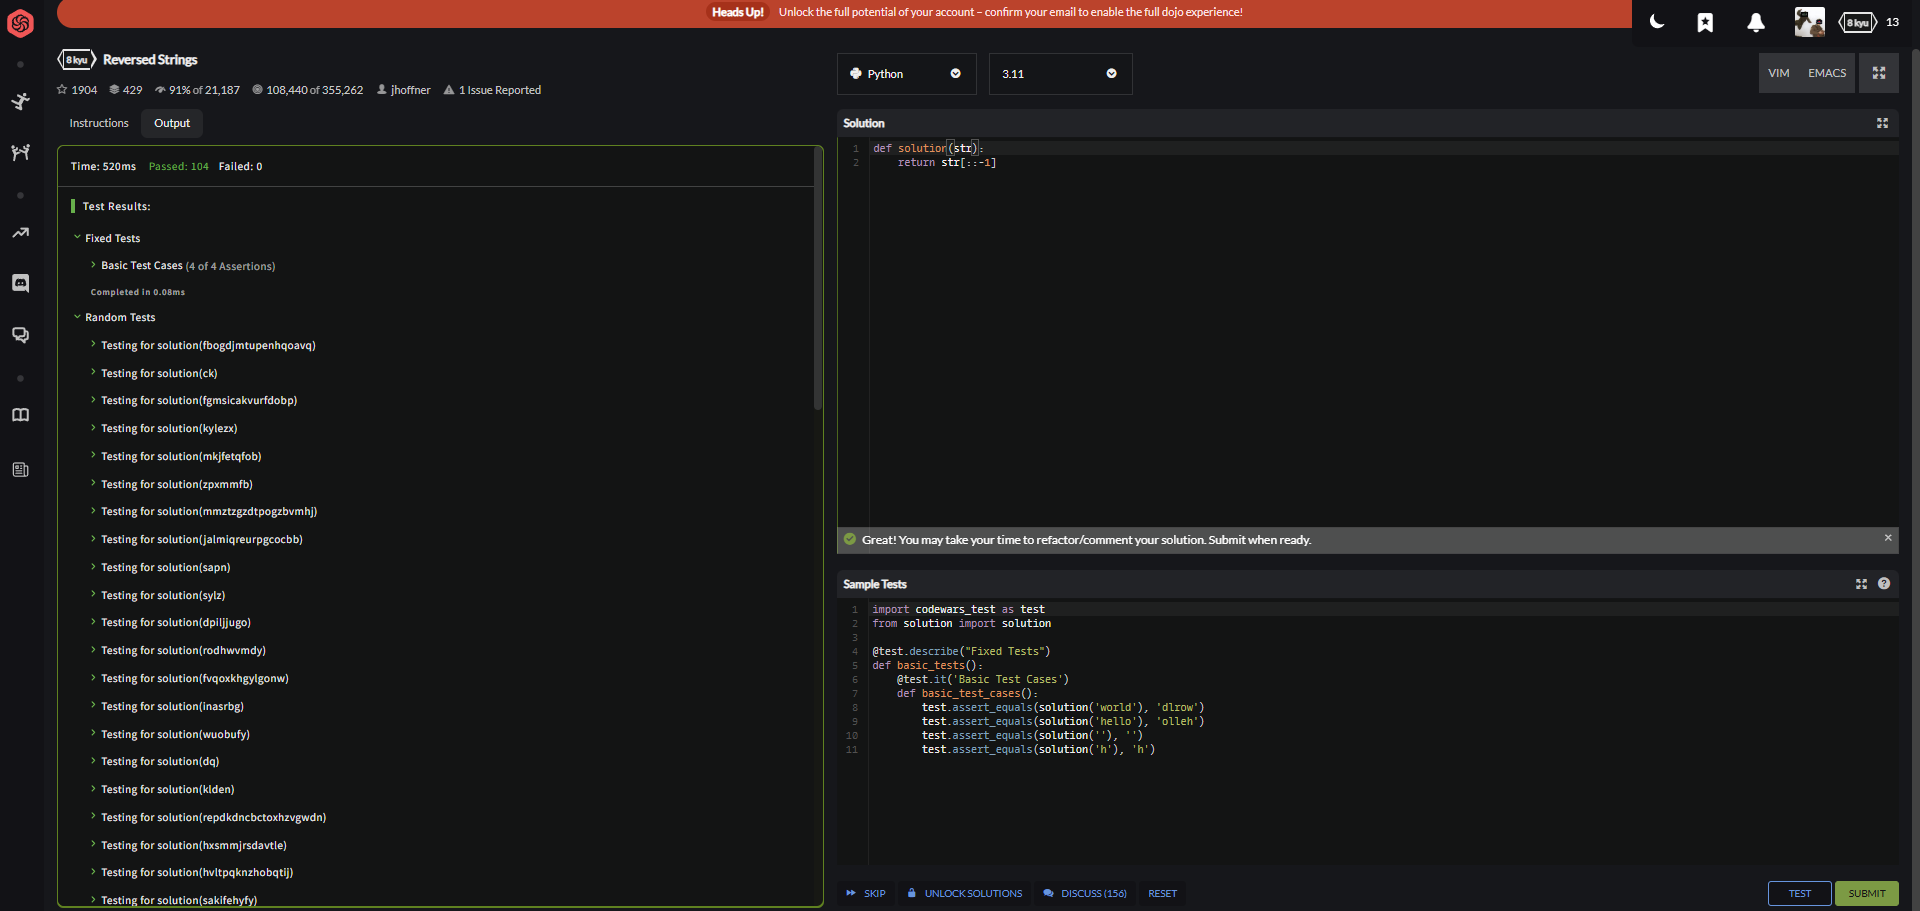 Heads Up! Unlock the full potential of your account – confirm your email to enable the full dojo experience!
8 kyu 13
8 kyu Reversed Strings
1904 429 91% of 21,187 108,440 of 355,262 jhoffner 1 Issue Reported
Instructions Output
Time: 520ms Passed: 104 Failed: 0
Test Results:
Fixed Tests
Basic Test Cases (4 of 4 Assertions)
Completed in 0.08ms
Random Tests
Testing for solution(fbogdjmtupenhqoavq)
Testing for solution(ck)
Testing for solution(fgmsicakvurfdobp)
Testing for solution(kylezx)
Testing for solution(mkjfetqfob)
Testing for solution(zpxmmfb)
Testing for solution(mmztzgzdtpogzbvmhj)
Testing for solution(jalmiqreurpgcocbb)
Testing for solution(sapn)
Testing for solution(sylz)
Testing for solution(dpiljjugo)
Testing for solution(rodhwvmdy)
Testing for solution(fvqoxkhgylgonw)
Testing for solution(inasrbg)
Testing for solution(wuobufy)
Testing for solution(dq)
Testing for solution(klden)
Testing for solution(repdkdncbctoxhzvgwdn)
Testing for solution(hxsmmjrsdavtle)
Testing for solution(hvltpqknzhobqtij)
Testing for solution(sakifehyfy)
Python 3.11 VIM EMACS
Solution
1 def solution(str):
2 return str[::-1]
Great! You may take your time to refactor/comment your solution. Submit when ready. ×
Sample Tests
1 import codewars_test as test
2 from solution import solution
3
4 @test.describe("Fixed Tests")
5 def basic_tests():
6 @test.it('Basic Test Cases')
7 def basic_test_cases():
8 test.assert_equals(solution('world'), 'dlrow')
9 test.assert_equals(solution('hello'), 'olleh')
10 test.assert_equals(solution(''), '')
11 test.assert_equals(solution('h'), 'h')
SKIP UNLOCK SOLUTIONS DISCUSS (156) RESET TEST SUBMIT